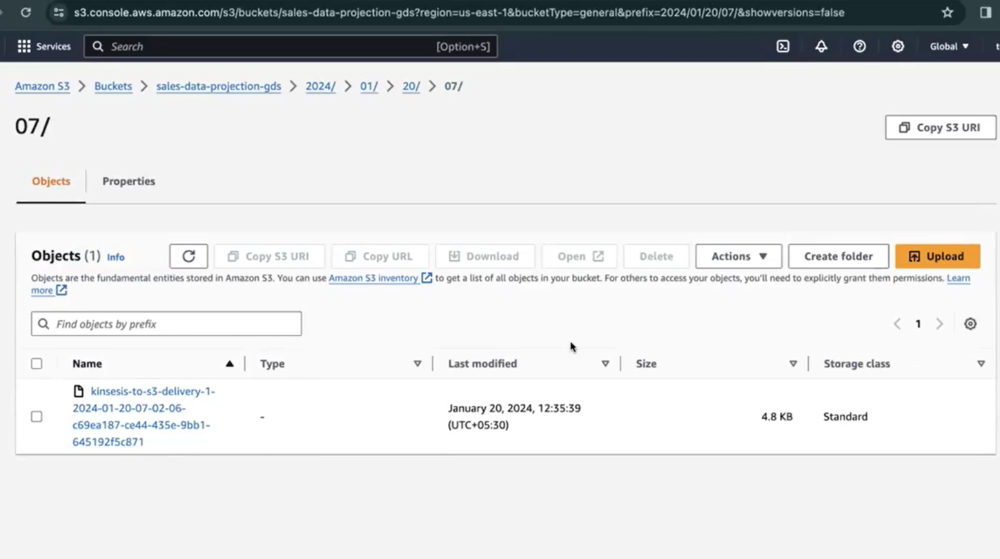 s3.console.aws.amazon.com/s3/buckets/sales-data-projection-gds?region=us-east-1&bucketType=general&prefix=2024/01/20/07/&showversions=false
Services Search [Option+S] Global
Amazon S3 > Buckets > sales-data-projection-gds > 2024/ > 01/ > 20/ > 07/
07/
Copy S3 URI
Objects Properties
Objects (1) Info Copy S3 URI Copy URL Download Open Delete Actions Create folder Upload
Objects are the fundamental entities stored in Amazon S3. You can use Amazon S3 inventory to get a list of all objects in your bucket. For others to access your objects, you'll need to explicitly grant them permissions. Learn
more
Find objects by prefix
1
Name Type Last modified Size Storage class
kinsesis-to-s3-delivery-1-
2024-01-20-07-02-06-
c69ea187-ce44-435e-9bb1-
645192f5c871
-
January 20, 2024, 12:35:39
(UTC+05:30)
4.8 KB
Standard